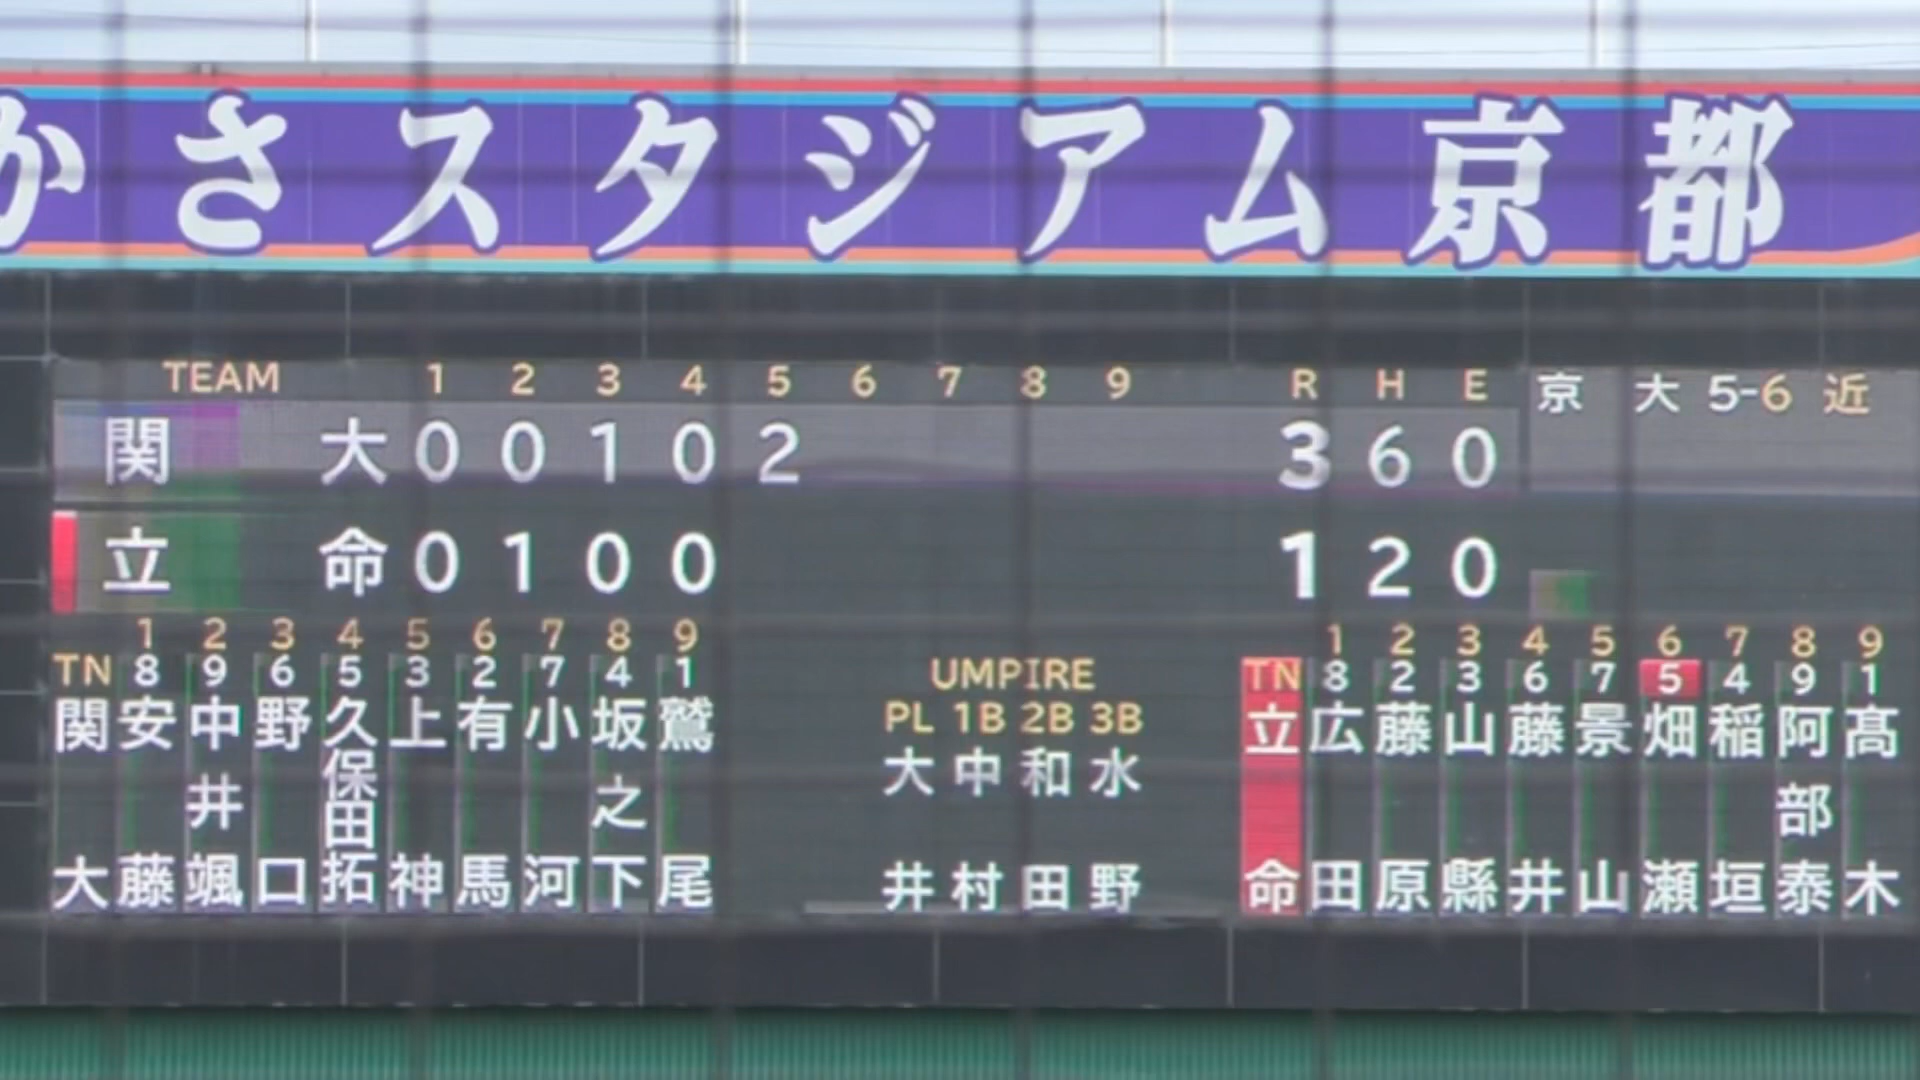 かさスタジアム京都
TEAM 1 2 3 4 5 6 7 8 9 R H E
京 大 5-6 近
関 大 0 0 1 0 2 3 6 0
立 命 0 1 0 0 1 2 0
1 2 3 4 5 6 7 8 9
TN 8 9 6 5 3 2 7 4 1
関大
安藤
中井颯
野口
久保田拓
上神
有馬
小河
坂之下
鷲尾
UMPIRE
PL 1B 2B 3B
大井
中村
和田
水野
1 2 3 4 5 6 7 8 9
TN 8 2 3 6 7 5 4 9 1
立命
広田
藤原
山縣
藤井
景山
畑瀬
稲垣
阿部泰
髙木